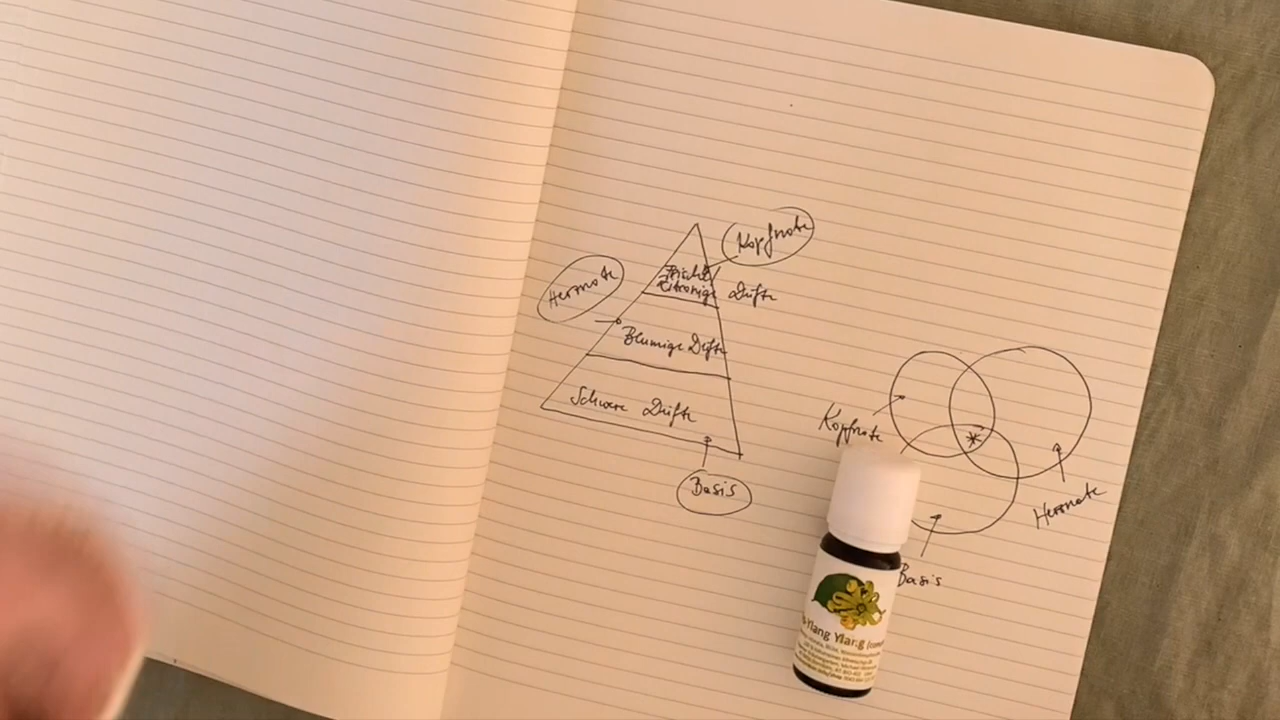 Kopfnote
Herznote
Frische/
Zitronige Düfte
Blumige Düfte
Schwere Düfte
Basis
Kopfnote
Herznote
Basis
Ylang Ylang